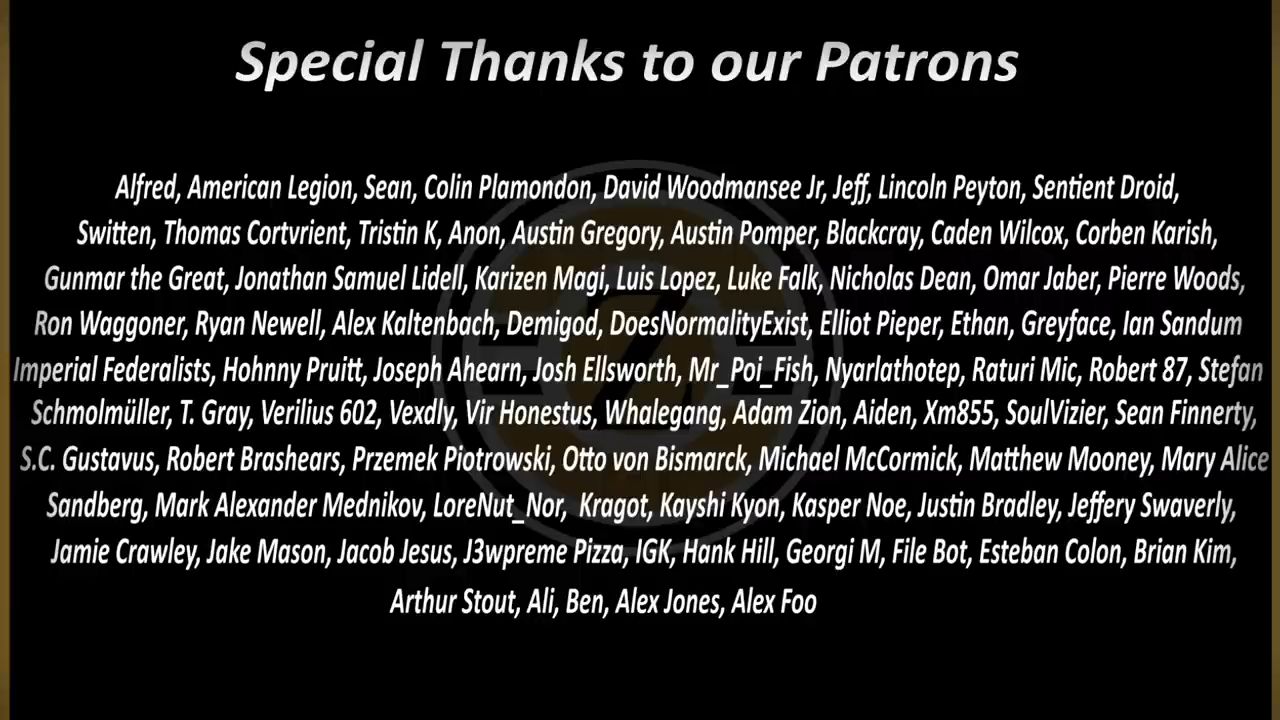 Special Thanks to our Patrons
Alfred, American Legion, Sean, Colin Plamondon, David Woodmansee Jr, Jeff, Lincoln Peyton, Sentient Droid,
Switten, Thomas Cortvrient, Tristin K, Anon, Austin Gregory, Austin Pomper, Blackcray, Caden Wilcox, Corben Karish,
Gunmar the Great, Jonathan Samuel Lidell, Karizen Magi, Luis Lopez, Luke Falk, Nicholas Dean, Omar Jaber, Pierre Woods,
Ron Waggoner, Ryan Newell, Alex Kaltenbach, Demigod, DoesNormalityExist, Elliot Pieper, Ethan, Greyface, Ian Sandum
Imperial Federalists, Hohnny Pruitt, Joseph Ahearn, Josh Ellsworth, Mr_Poi_Fish, Nyarlathotep, Raturi Mic, Robert 87, Stefan
Schmolmüller, T. Gray, Verilius 602, Vexdly, Vir Honestus, Whalegang, Adam Zion, Aiden, Xm855, SoulVizier, Sean Finnerty,
S.C. Gustavus, Robert Brashears, Przemek Piotrowski, Otto von Bismarck, Michael McCormick, Matthew Mooney, Mary Alice
Sandberg, Mark Alexander Mednikov, LoreNut_Nor, Kragot, Kayshi Kyon, Kasper Noe, Justin Bradley, Jeffery Swaverly,
Jamie Crawley, Jake Mason, Jacob Jesus, J3wpreme Pizza, IGK, Hank Hill, Georgi M, File Bot, Esteban Colon, Brian Kim,
Arthur Stout, Ali, Ben, Alex Jones, Alex Foo